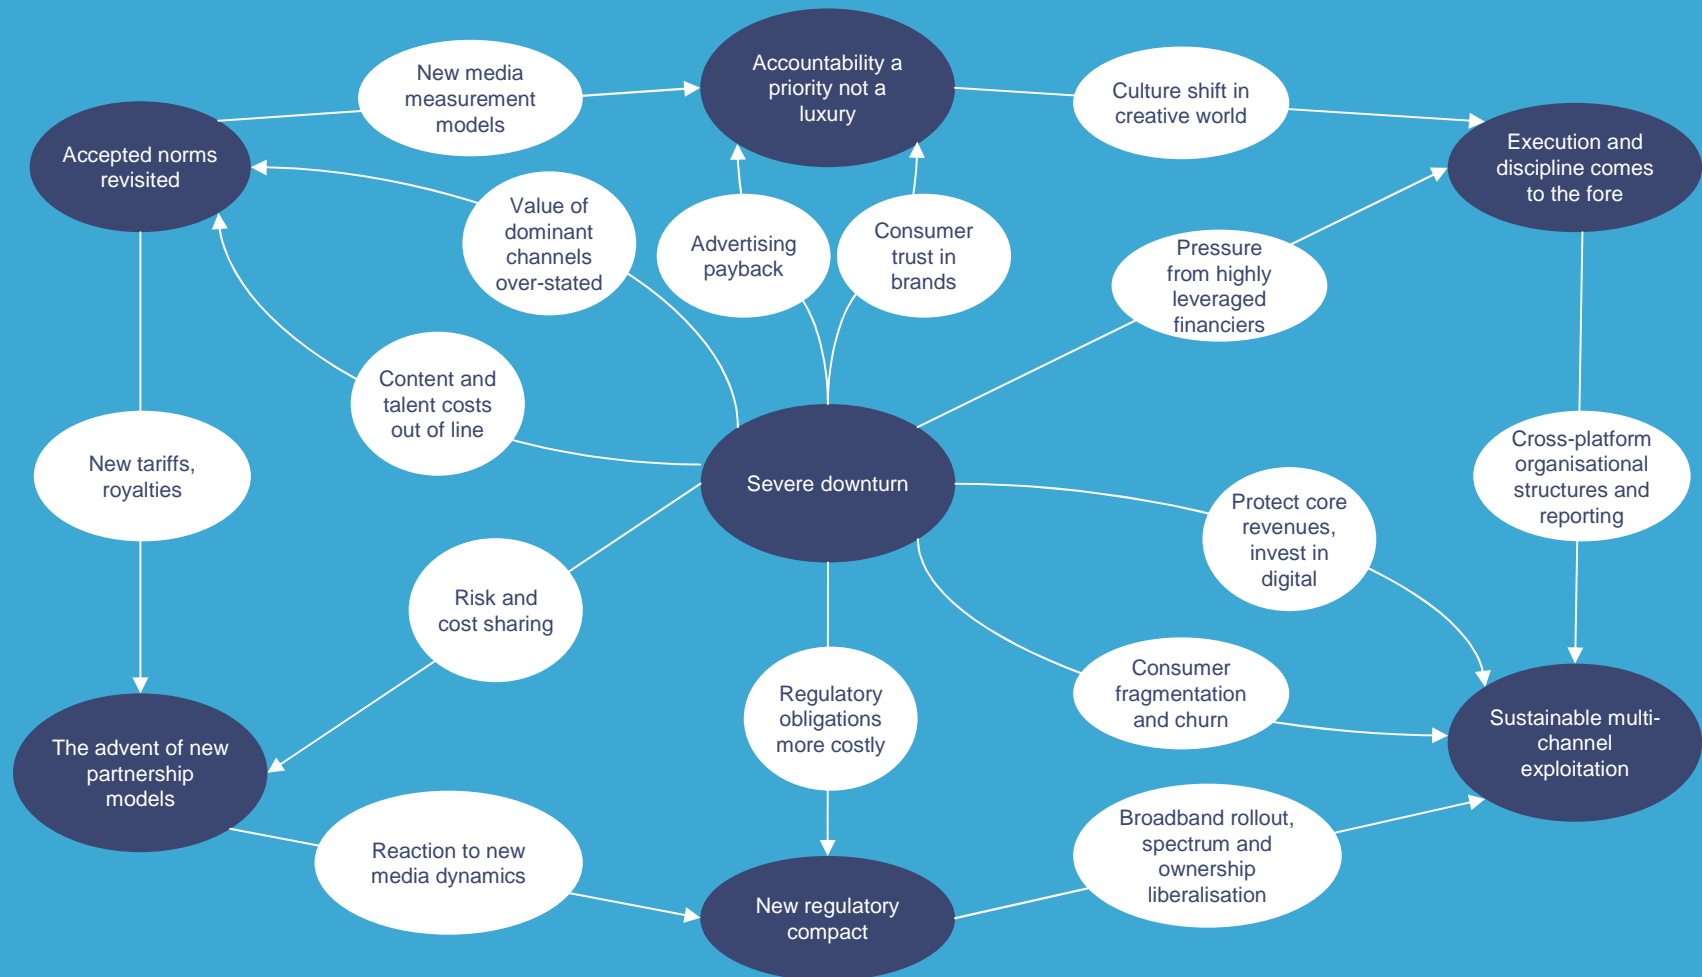 New media
measurement
models
Accountability a
priority not a
luxury
Culture shift in
creative world
Accepted norms
revisited
Execution and
discipline comes
to the fore
Value of
dominant
channels
over-stated
Advertising
payback
Consumer
trust in
brands
Pressure
from highly
leveraged
financiers
Content and
talent costs
out of line
New tariffs,
royalties
Severe downturn
Protect core
revenues,
invest in
digital
Cross-platform
organisational
structures and
reporting
Risk and
cost sharing
Regulatory
obligations
more costly
Consumer
fragmentation
and churn
Sustainable multi-
channel
exploitation
The advent of new
partnership
models
Reaction to new
media dynamics
New regulatory
compact
Broadband rollout,
spectrum and
ownership
liberalisation